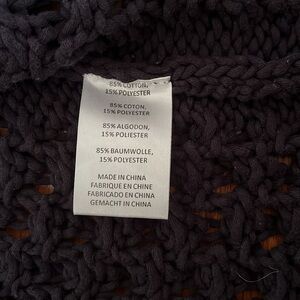 85% COTTON,
15% POLYESTER
85% COTON,
15% POLYESTER
85% ALGODON,
15% POLIESTER
85% BAUMWOLLE,
15% POLYESTER
MADE IN CHINA
FABRIQUE EN CHINE
FABRICADO EN CHINA
GEMACHT IN CHINA